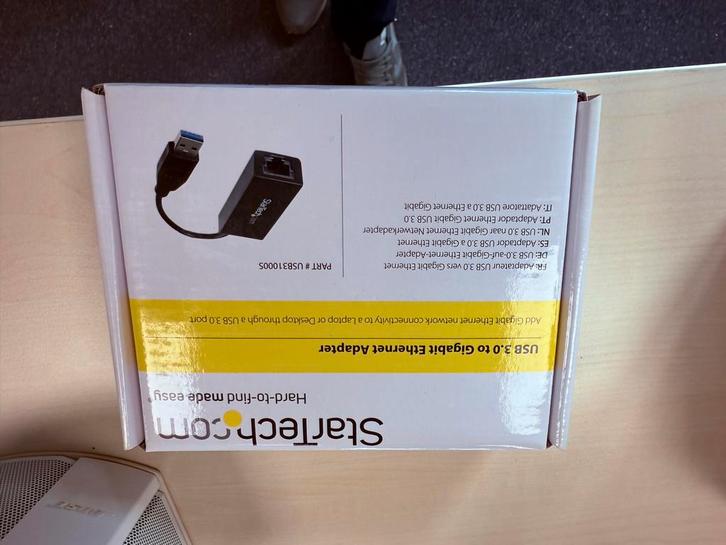 StarTech.com
Hard-to-find made easy®
USB 3.0 to Gigabit Ethernet Adapter
Add Gigabit Ethernet network connectivity to a Laptop or Desktop through a USB 3.0 port
FR: Adaptateur USB 3.0 vers Gigabit Ethernet
DE: USB 3.0-auf-Gigabit-Ethernet-Adapter
ES: Adaptador USB 3.0 a Ethernet Gigabit
NL: USB 3.0 naar Gigabit Ethernet Netwerkadapter
PT: Adaptador Ethernet Gigabit USB 3.0
IT: Adattatore USB 3.0 a Ethernet Gigabit
PART # USB31000S
StarTech.com